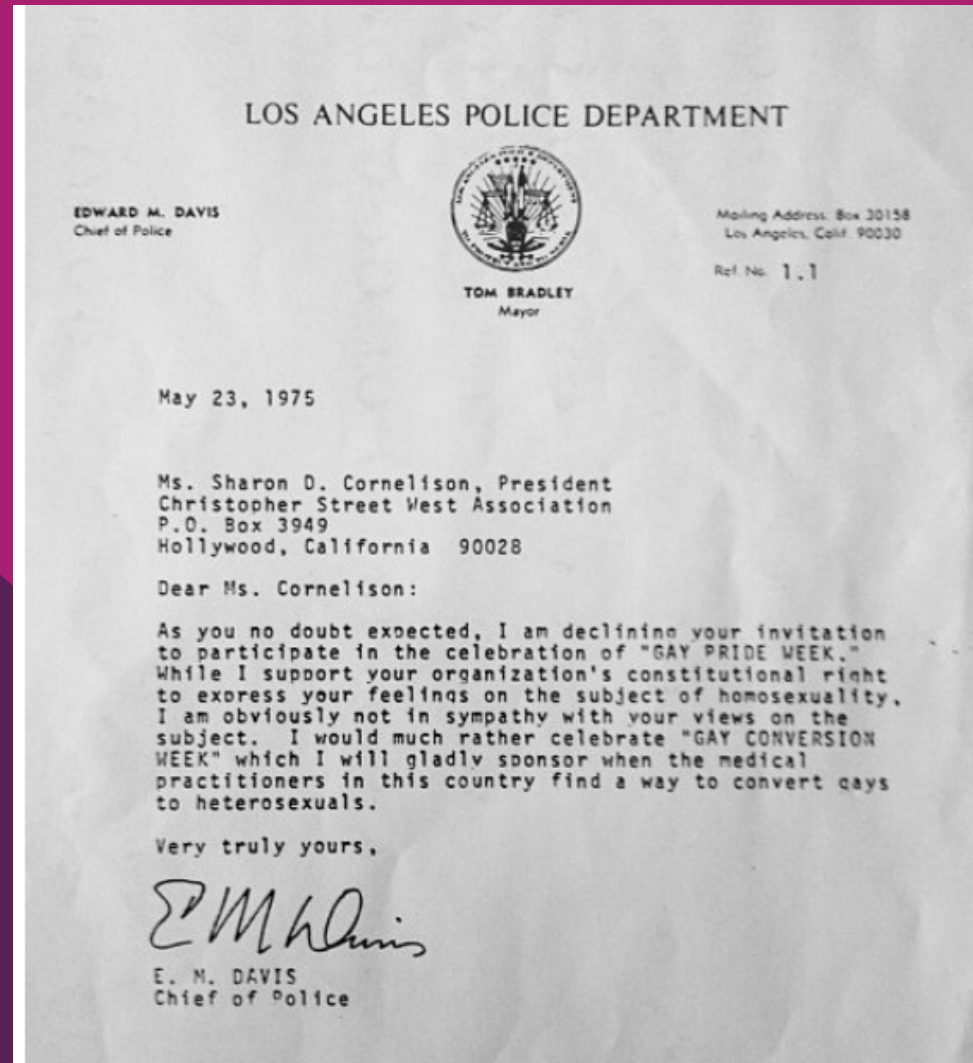 LOS ANGELES POLICE DEPARTMENT
EDWARD M. DAVIS
Chief of Police
TOM BRADLEY
Mayor
Mailing Address: Box 30158
Los Angeles, Calif. 90030
Ref. No. 1.1
May 23, 1975
Ms. Sharon D. Cornelison, President
Christopher Street West Association
P.O. Box 3949
Hollywood, California 90028
Dear Ms. Cornelison:
As you no doubt expected, I am declining your invitation
to participate in the celebration of "GAY PRIDE WEEK."
While I support your organization's constitutional right
to express your feelings on the subject of homosexuality,
I am obviously not in sympathy with your views on the
subject. I would much rather celebrate "GAY CONVERSION
WEEK" which I will gladly sponsor when the medical
practitioners in this country find a way to convert gays
to heterosexuals.
Very truly yours,
E M Davis
E. M. DAVIS
Chief of Police